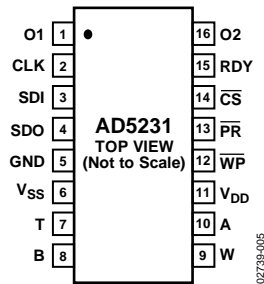 O1 1 16 O2
CLK 2 15 RDY
SDI 3 14 CS
SDO 4 13 PR
GND 5 12 WP
VSS 6 11 VDD
T 7 10 A
B 8 9 W
AD5231
TOP VIEW
(Not to Scale)
02739-005